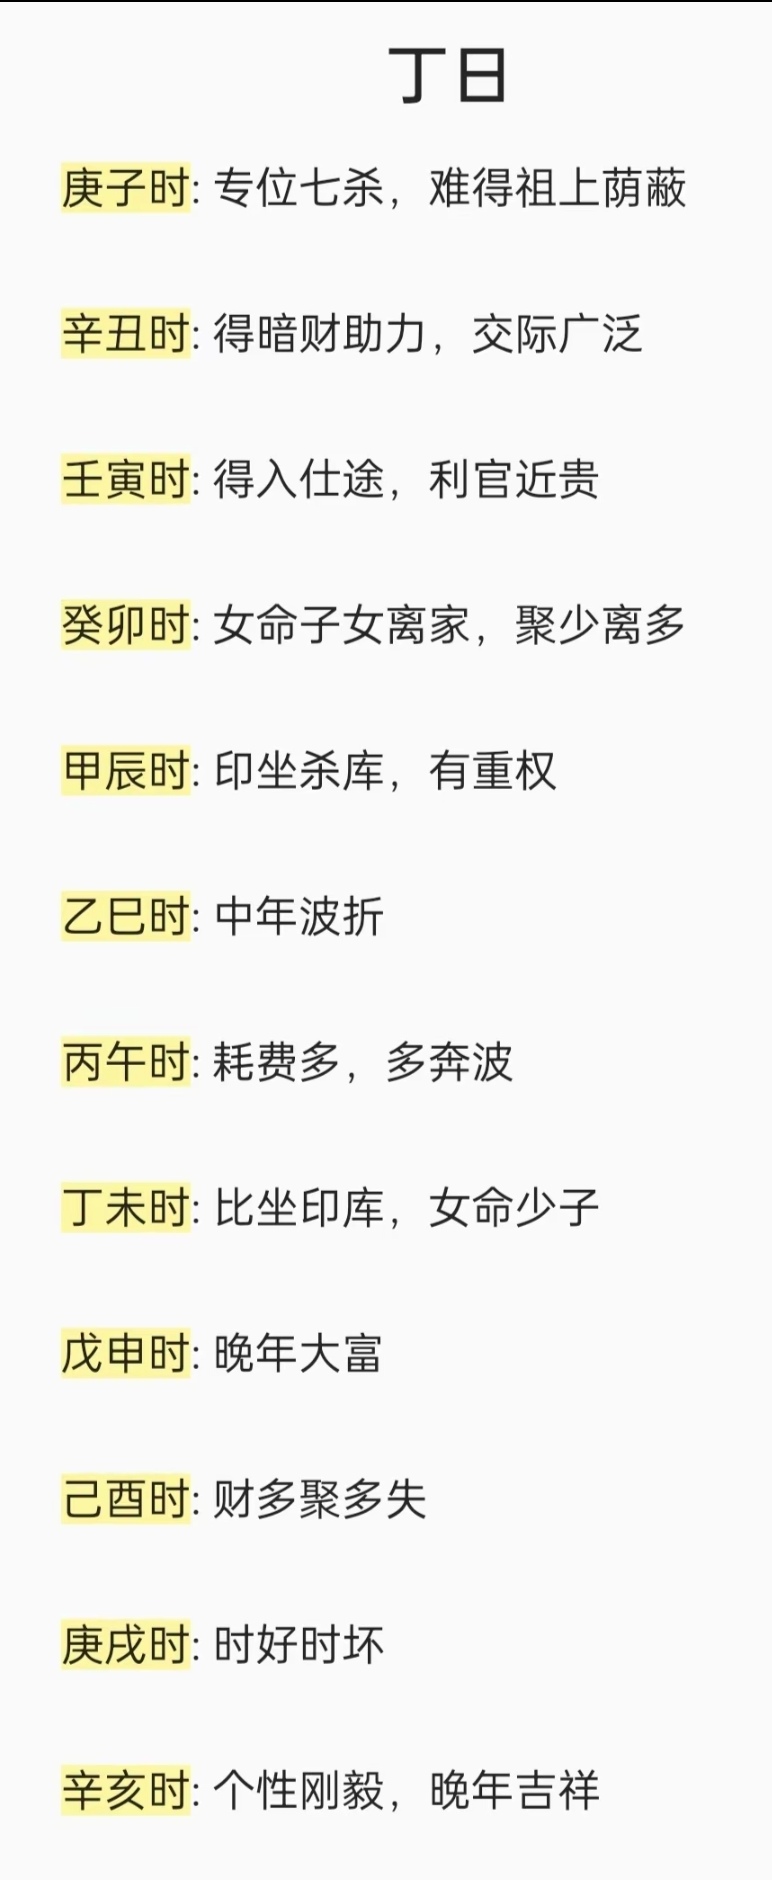 丁日
庚子时: 专位七杀，难得祖上荫蔽
辛丑时: 得暗财助力，交际广泛
壬寅时: 得入仕途，利官近贵
癸卯时: 女命子女离家，聚少离多
甲辰时: 印坐杀库，有重权
乙巳时: 中年波折
丙午时: 耗费多，多奔波
丁未时: 比坐印库，女命少子
戊申时: 晚年大富
己酉时: 财多聚多失
庚戌时: 时好时坏
辛亥时: 个性刚毅，晚年吉祥